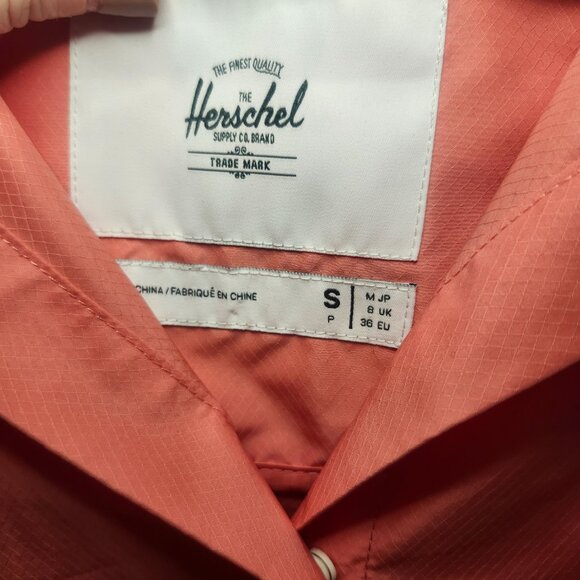 THE FINEST QUALITY
THE
Herschel
SUPPLY CO. BRAND
TRADE MARK
CHINA / FABRIQUÉ EN CHINE
S
P
M JP
8 UK
36 EU